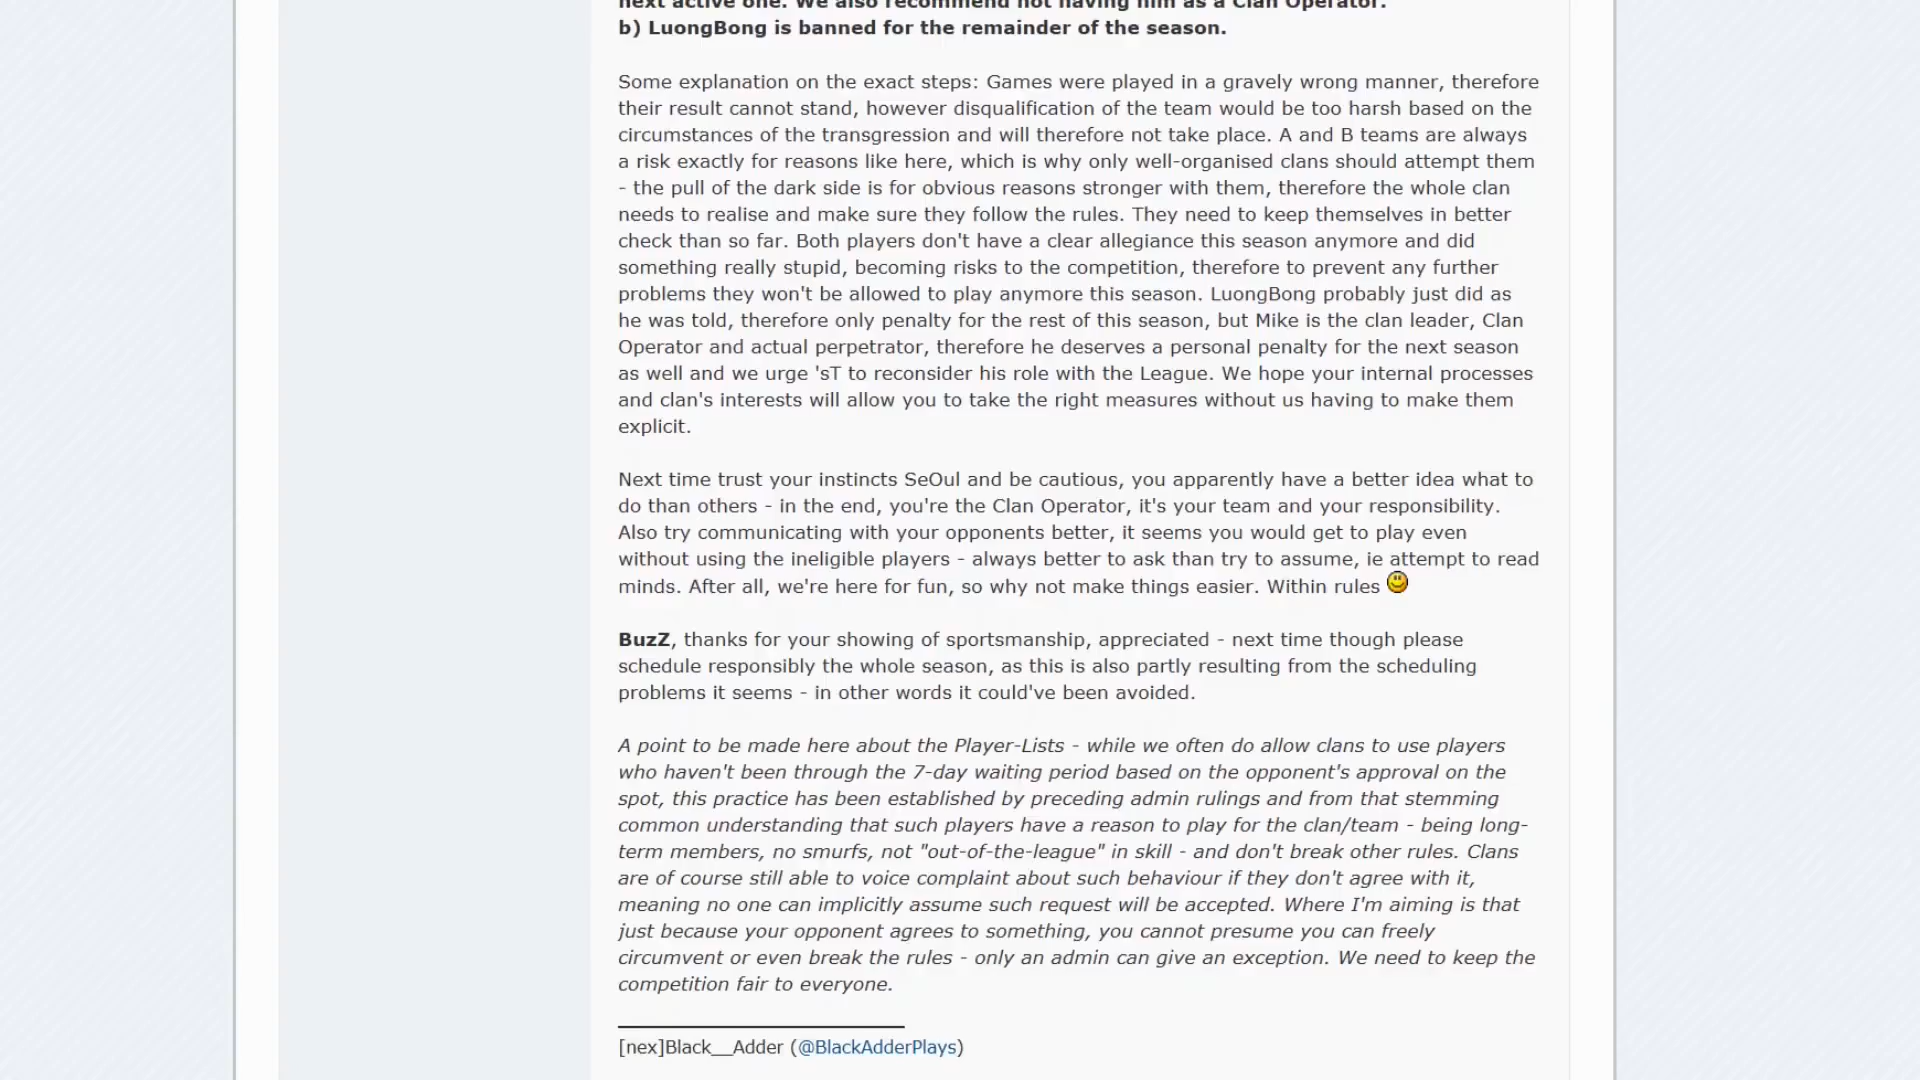 next active one. We also recommend not having him as a Clan Operator.
b) LuongBong is banned for the remainder of the season.
Some explanation on the exact steps: Games were played in a gravely wrong manner, therefore
their result cannot stand, however disqualification of the team would be too harsh based on the
circumstances of the transgression and will therefore not take place. A and B teams are always
a risk exactly for reasons like here, which is why only well-organised clans should attempt them
- the pull of the dark side is for obvious reasons stronger with them, therefore the whole clan
needs to realise and make sure they follow the rules. They need to keep themselves in better
check than so far. Both players don't have a clear allegiance this season anymore and did
something really stupid, becoming risks to the competition, therefore to prevent any further
problems they won't be allowed to play anymore this season. LuongBong probably just did as
he was told, therefore only penalty for the rest of this season, but Mike is the clan leader, Clan
Operator and actual perpetrator, therefore he deserves a personal penalty for the next season
as well and we urge 'sT to reconsider his role with the League. We hope your internal processes
and clan's interests will allow you to take the right measures without us having to make them
explicit.
Next time trust your instincts SeOul and be cautious, you apparently have a better idea what to
do than others - in the end, you're the Clan Operator, it's your team and your responsibility.
Also try communicating with your opponents better, it seems you would get to play even
without using the ineligible players - always better to ask than try to assume, ie attempt to read
minds. After all, we're here for fun, so why not make things easier. Within rules
BuzZ, thanks for your showing of sportsmanship, appreciated - next time though please
schedule responsibly the whole season, as this is also partly resulting from the scheduling
problems it seems - in other words it could've been avoided.
A point to be made here about the Player-Lists - while we often do allow clans to use players
who haven't been through the 7-day waiting period based on the opponent's approval on the
spot, this practice has been established by preceding admin rulings and from that stemming
common understanding that such players have a reason to play for the clan/team - being long-
term members, no smurfs, not "out-of-the-league" in skill - and don't break other rules. Clans
are of course still able to voice complaint about such behaviour if they don't agree with it,
meaning no one can implicitly assume such request will be accepted. Where I'm aiming is that
just because your opponent agrees to something, you cannot presume you can freely
circumvent or even break the rules - only an admin can give an exception. We need to keep the
competition fair to everyone.
[nex]Black__Adder (@BlackAdderPlays)